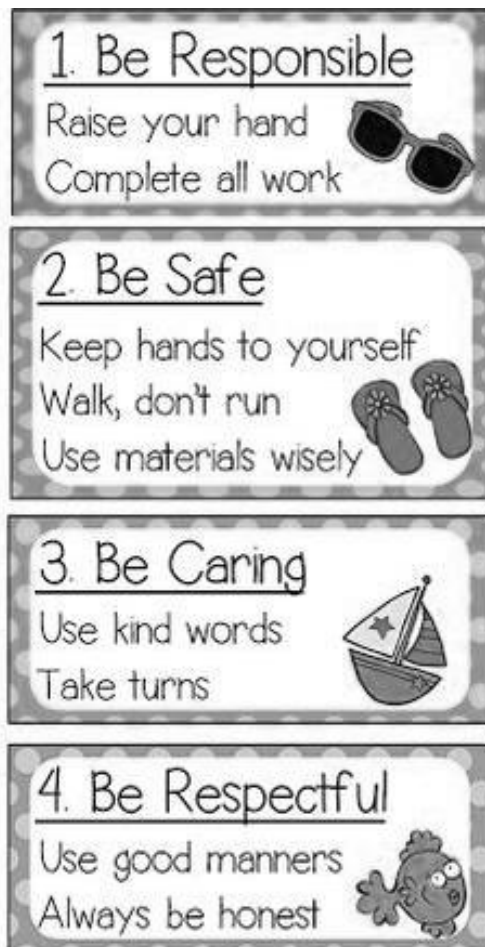 1. Be Responsible
Raise your hand
Complete all work
2. Be Safe
Keep hands to yourself
Walk, don't run
Use materials wisely
3. Be Caring
Use kind words
Take turns
4. Be Respectful
Use good manners
Always be honest